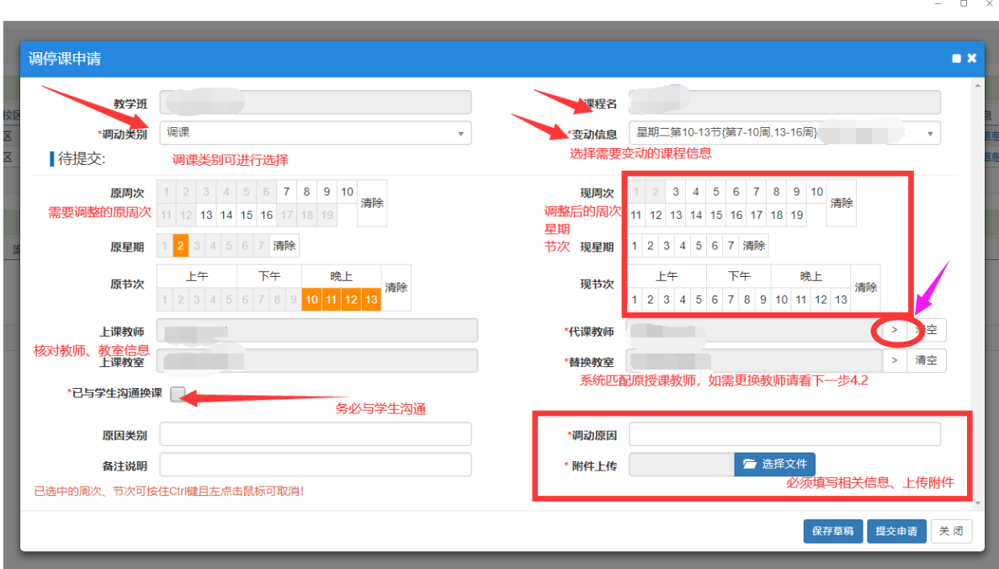 调停课申请
教学班
课程名
*调动类别 调课
*变动信息 星期二第10-13节{第7-10周,13-16周}
待提交:
调课类别可进行选择
选择需要变动的课程信息
原周次 1 2 3 4 5 6 7 8 9 10 清除
需要调整的原周次 11 12 13 14 15 16 17 18 19
现周次 1 2 3 4 5 6 7 8 9 10 清除
调整后的周次 11 12 13 14 15 16 17 18 19
星期
节次
原星期 1 2 3 4 5 6 7 清除
现星期 1 2 3 4 5 6 7 清除
原节次 上午 下午 晚上 清除
1 2 3 4 5 6 7 8 9 10 11 12 13
现节次 上午 下午 晚上 清除
1 2 3 4 5 6 7 8 9 10 11 12 13
上课教师
*代课教师 > 清空
核对教师、教室信息
上课教室
*替换教室 > 清空
系统匹配原授课教师，如需更换教师请看下一步4.2
*已与学生沟通换课
务必与学生沟通
原因类别
*调动原因
备注说明
* 附件上传 选择文件
必须填写相关信息、上传附件
已选中的周次、节次可按住Ctrl键且左点击鼠标可取消!
保存草稿 提交申请 关 闭